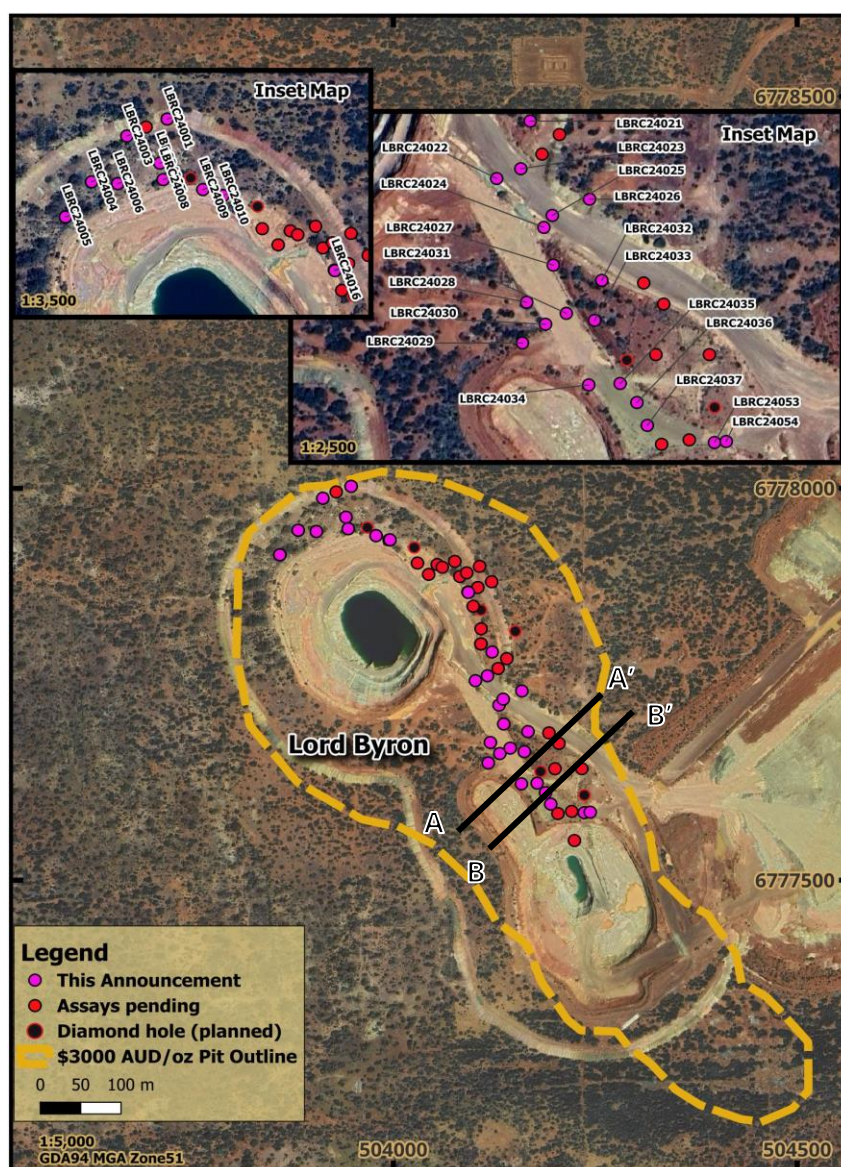 6778500
Inset Map
LBRC24001
LBRC24003
LBRC24008
LBRC24009
LBRC24010
LBRC24004
LBRC24006
LBRC24005
LBRC24016
1:3,500
Inset Map
LBRC24021
LBRC24022
LBRC24023
LBRC24025
LBRC24024
LBRC24026
LBRC24027
LBRC24032
LBRC24031
LBRC24033
LBRC24028
LBRC24035
LBRC24030
LBRC24036
LBRC24029
LBRC24037
LBRC24034
LBRC24053
LBRC24054
1:2,500
6778000
A'
B'
Lord Byron
A
B
6777500
Legend
This Announcement
Assays pending
Diamond hole (planned)
$3000 AUD/oz Pit Outline
0 50 100 m
1:5,000
GDA94 MGA Zone51
504000
504500